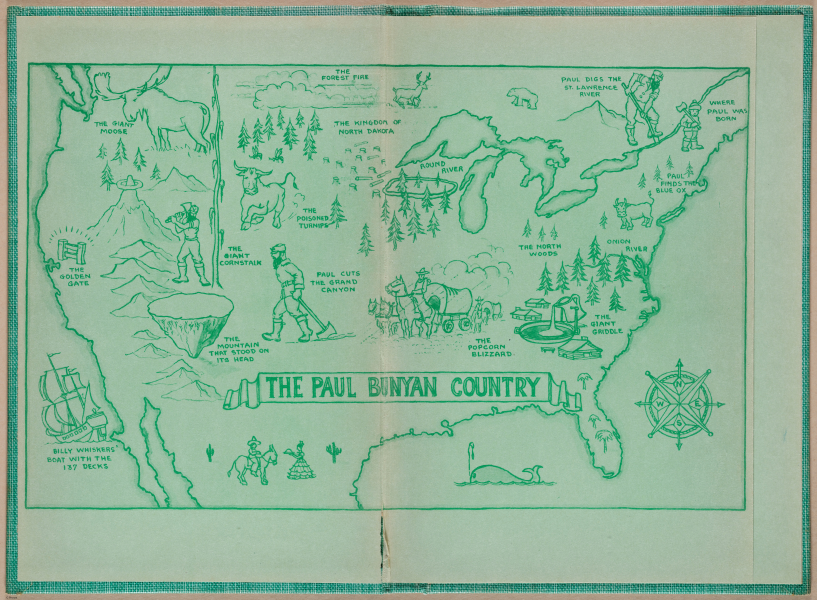 THE
FOREST FIRE
PAUL DIGS THE
ST. LAWRENCE
RIVER
WHERE
PAUL WAS
BORN
THE GIANT
MOOSE
THE KINGDOM OF
NORTH DAKOTA
ROUND
RIVER
PAUL
FINDS THE
BLUE OX
THE
POISONED
TURNIPS
THE
GIANT
CORNSTALK
THE NORTH
WOODS
ONION
RIVER
THE
GOLDEN
GATE
PAUL CUTS
THE GRAND
CANYON
THE
GIANT
GRIDDLE
THE
MOUNTAIN
THAT STOOD ON
ITS HEAD
THE
POPCORN
BLIZZARD
THE PAUL BUNYAN COUNTRY
N
W
E
S
BILLY WHISKERS'
BOAT WITH THE
137 DECKS